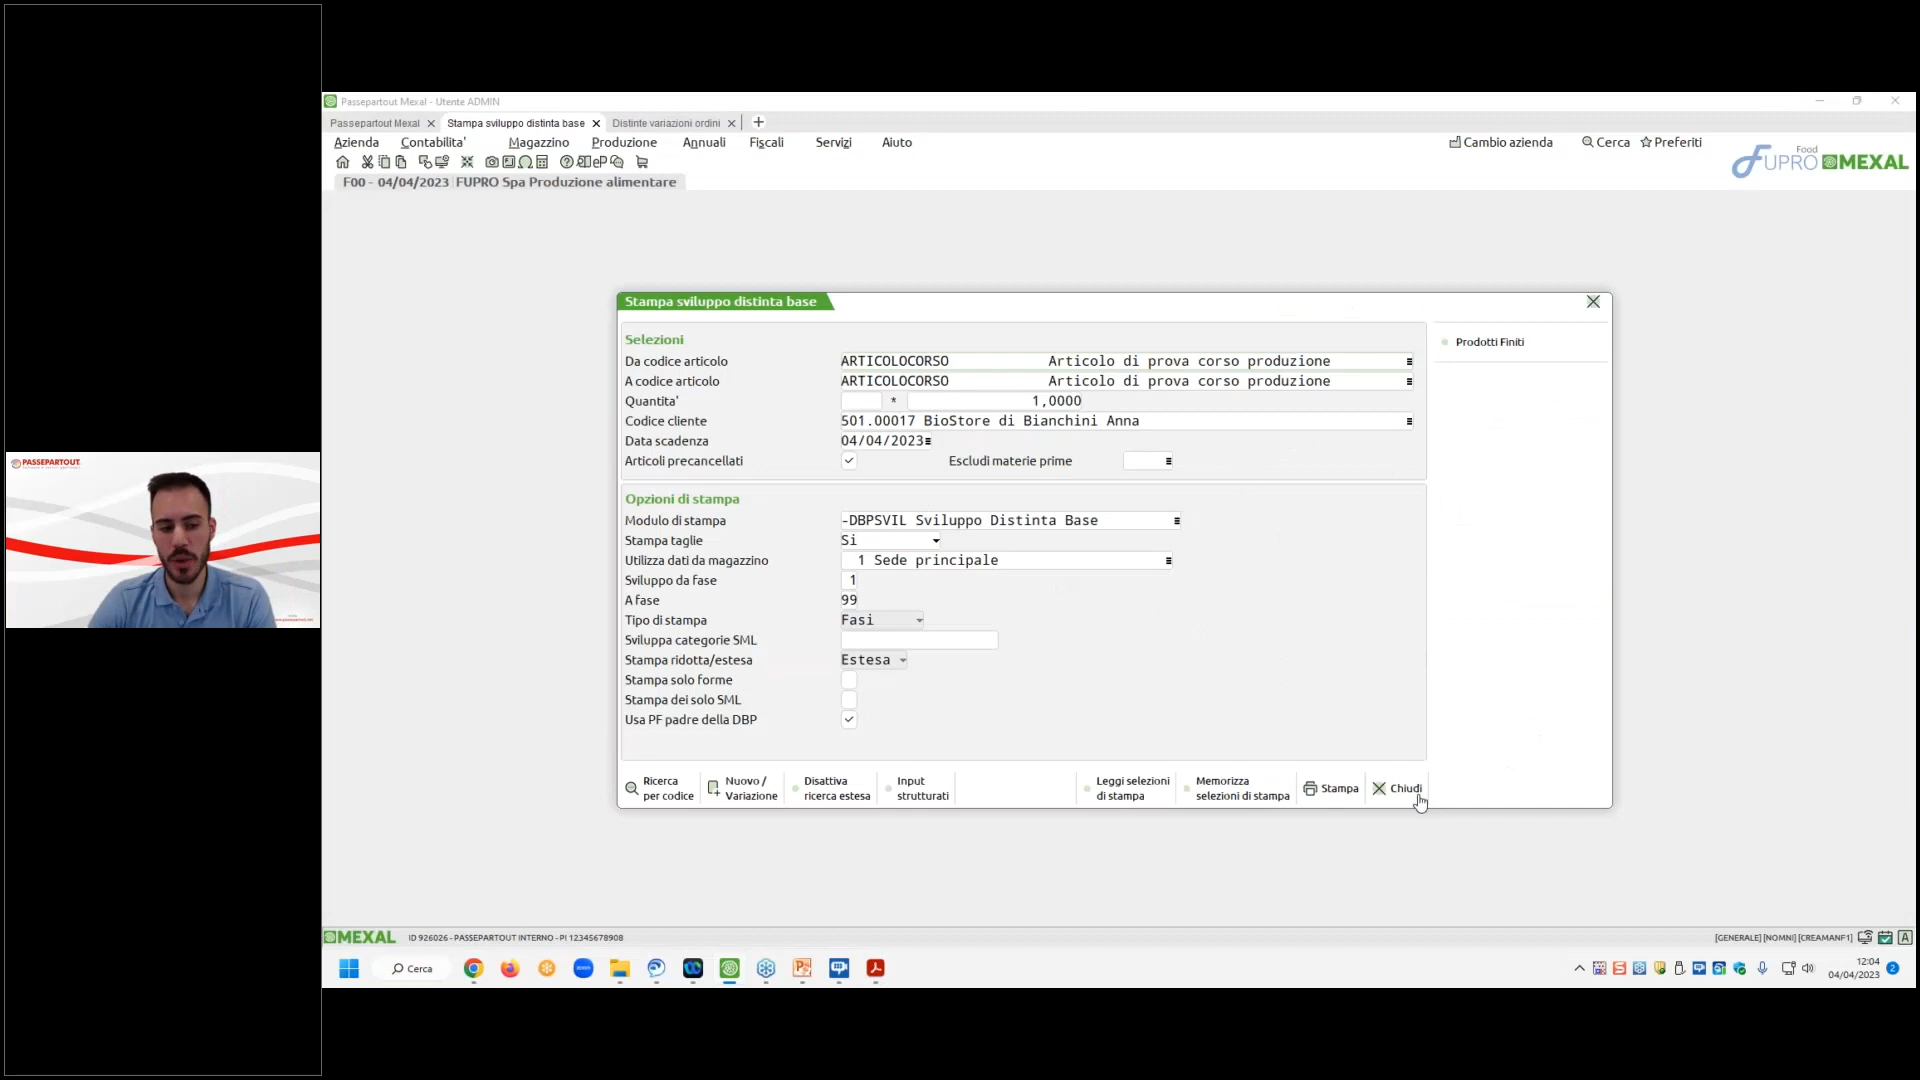 PASSEPARTOUT
Passepartout Mexal - Utente ADMIN
Passepartout Mexal
Stampa sviluppo distinta base
Distinte variazioni ordini
Azienda Contabilita' Magazzino Produzione Annuali Fiscali Servizi Aiuto
Cambio azienda Cerca Preferiti
Food
FUPRO MEXAL
F00 - 04/04/2023 FUPRO Spa Produzione alimentare
Stampa sviluppo distinta base
Selezioni
Da codice articolo ARTICOLOCORSO Articolo di prova corso produzione
A codice articolo ARTICOLOCORSO Articolo di prova corso produzione
Quantita' * 1,0000
Codice cliente 501.00017 BioStore di Bianchini Anna
Data scadenza 04/04/2023
Articoli precancellati Escludi materie prime
Prodotti Finiti
Opzioni di stampa
Modulo di stampa -DBPSVIL Sviluppo Distinta Base
Stampa taglie Si
Utilizza dati da magazzino 1 Sede principale
Sviluppo da fase 1
A fase 99
Tipo di stampa Fasi
Sviluppa categorie SML
Stampa ridotta/estesa Estesa
Stampa solo forme
Stampa dei solo SML
Usa PF padre della DBP
Ricerca per codice
Nuovo / Variazione
Disattiva ricerca estesa
Input strutturati
Leggi selezioni di stampa
Memorizza selezioni di stampa
Stampa
Chiudi
MEXAL ID 926026 - PASSEPARTOUT INTERNO - PI 12345678908
[GENERALE] [NOMNI] [CREAMANF1]
Cerca
12:04
04/04/2023
2